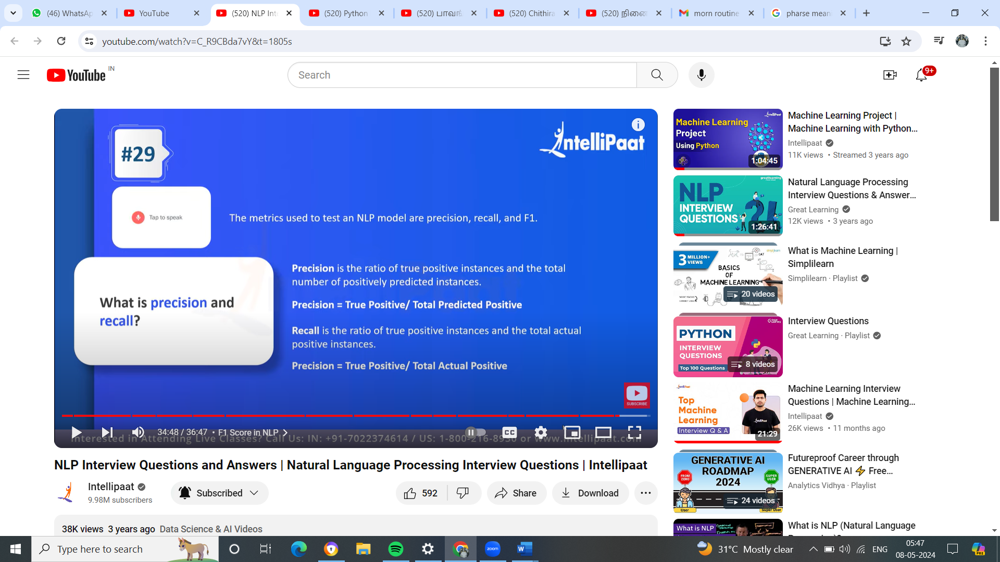 (46) WhatsAp
YouTube
(520) NLP Inte
(520) Python
(520) பாவங்
(520) Chithira
(520) நினை
morn routine
pharse mean
youtube.com/watch?v=C_R9CBda7vY&t=1805s
YouTube IN
Search
9+
#29
IntelliPaat
Tap to speak
The metrics used to test an NLP model are precision, recall, and F1.
What is precision and
recall?
Precision is the ratio of true positive instances and the total
number of positively predicted instances.
Precision = True Positive/ Total Predicted Positive
Recall is the ratio of true positive instances and the total actual
positive instances.
Precision = True Positive/ Total Actual Positive
SUBSCRIBE
34:48 / 36:47 • F1 Score in NLP
CC
Interested in Attending Live Classes? Call Us: IN: +91-7022374614 / US: 1-800-216-8930 or www.intellipaat.com
NLP Interview Questions and Answers | Natural Language Processing Interview Questions | Intellipaat
Intellipaat
9.98M subscribers
Subscribed
592
Share
Download
38K views 3 years ago Data Science & AI Videos
IntelliPaat
Machine Learning
Project
Using Python
1:04:45
Machine Learning Project |
Machine Learning with Python...
Intellipaat
11K views • Streamed 3 years ago
greatlearning
NLP
INTERVIEW
QUESTIONS
1:26:41
Natural Language Processing
Interview Questions & Answer...
Great Learning
12K views • 3 years ago
3 MILLION+
VIEWS
simplilearn
CAT
BASICS
OF
MACHINE LEARNING
20 videos
What is Machine Learning |
Simplilearn
Simplilearn · Playlist
PYTHON
INTERVIEW
QUESTIONS
Top 100 Questions
8 videos
Interview Questions
Great Learning · Playlist
IntelliPaat
Top
Machine
Learning
Interview Q & A
21:29
Machine Learning Interview
Questions | Machine Learning...
Intellipaat
26K views • 11 months ago
GENERATIVE AI
ROADMAP
2024
FROM
ZERO
SUPER
USER
User
Super User
24 videos
Futureproof Career through
GENERATIVE AI ⚡ Free...
Analytics Vidhya · Playlist
What is NLP
What is NLP (Natural Language
Type here to search
zoom
31°C Mostly clear
ENG
05:47
08-05-2024
PRE